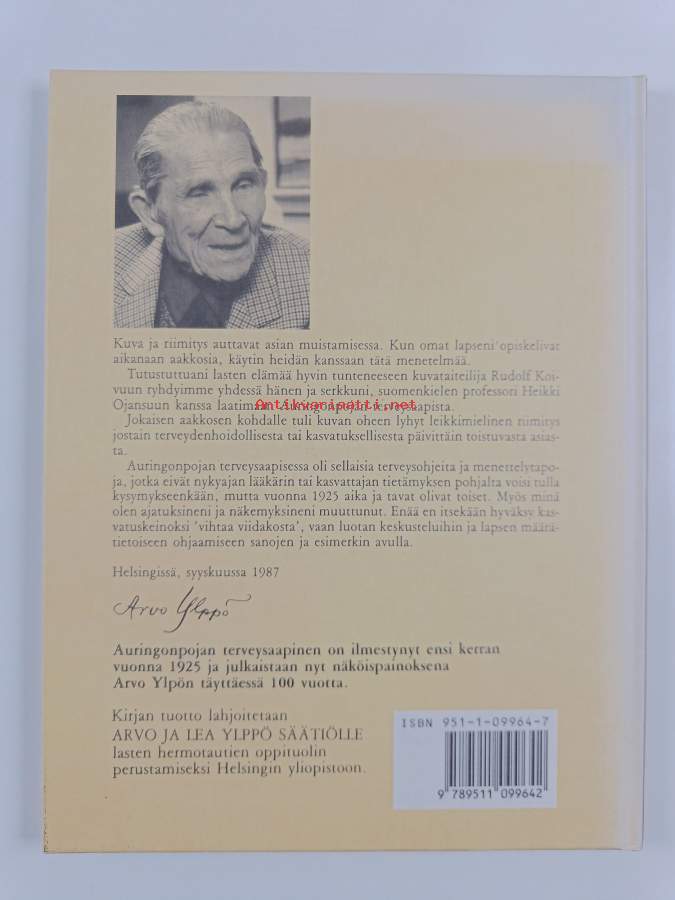 Kuva ja riimitys auttavat asian muistamisessa. Kun omat lapseni opiskelivat
aikanaan aakkosia, käytin heidän kanssaan tätä menetelmää.
Tutustuttuani lasten elämää hyvin tunteneeseen kuvataiteilija Rudolf Koi-
vuun ryhdyimme yhdessä hänen ja serkkuni, suomenkielen professori Heikki
Ojansuun kanssa laatimaan Auringonpojan terveysaapista.
antikvariaatti.net
Jokaisen aakkosen kohdalle tuli kuvan oheen lyhyt leikkimielinen riimitys
jostain terveydenhoidollisesta tai kasvatuksellisesta päivittäin toistuvasta asias-
ta.
Auringonpojan terveysaapisessa oli sellaisia terveysohjeita ja menettelytapo-
ja, jotka eivät nykyajan lääkärin tai kasvattajan tietämyksen pohjalta voisi tulla
kysymykseenkään, mutta vuonna 1925 aika ja tavat olivat toiset. Myös minä
olen ajatuksineni ja näkemyksineni muuttunut. Enää en itsekään hyväksy kas-
vatuskeinoksi 'vihtaa viidakosta', vaan luotan keskusteluihin ja lapsen määrä-
tietoiseen ohjaamiseen sanojen ja esimerkin avulla.
Helsingissä, syyskuussa 1987
Arvo Ylppö
Auringonpojan terveysaapinen on ilmestynyt ensi kerran
vuonna 1925 ja julkaistaan nyt näköispainoksena
Arvo Ylpön täyttäessä 100 vuotta.
Kirjan tuotto lahjoitetaan
ARVO JA LEA YLPPÖ SÄÄTIÖLLE
lasten hermotautien oppituolin
perustamiseksi Helsingin yliopistoon.
ISBN 951-1-09964-7
9 789511 099642